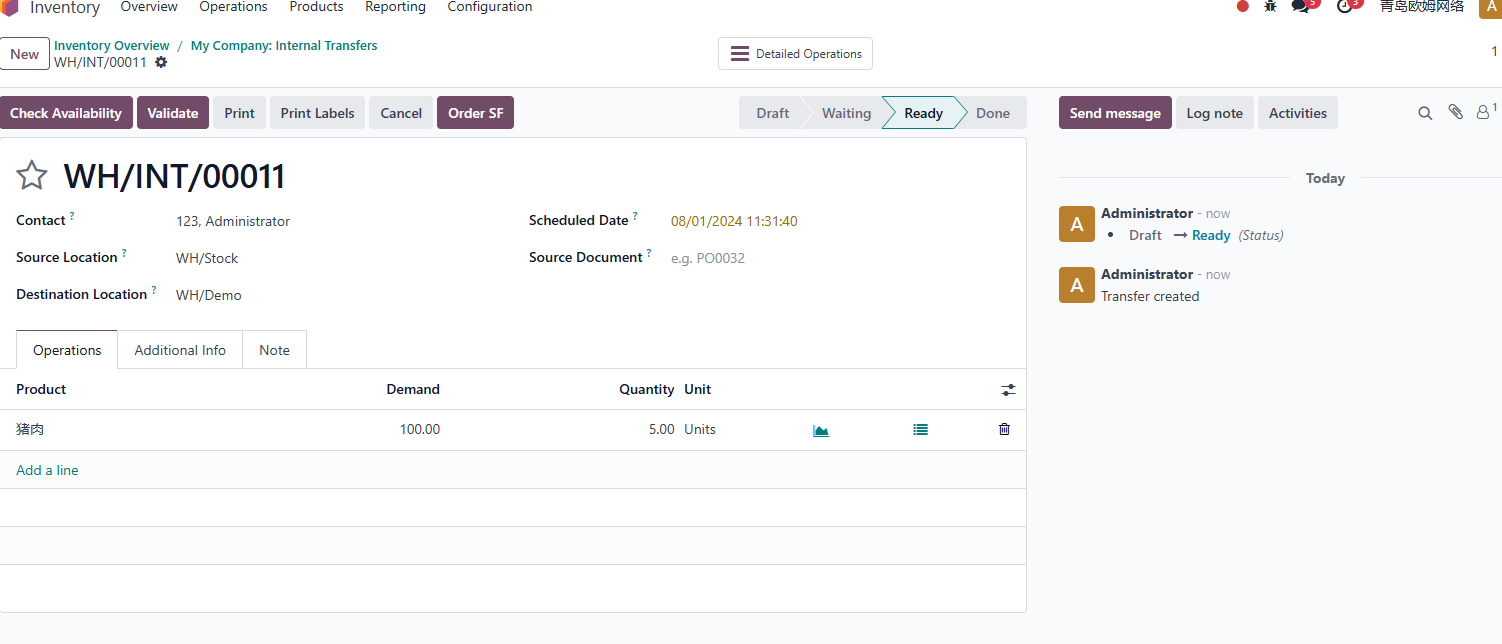 Inventory Overview Operations Products Reporting Configuration 5 3 青岛欧姆网络 A
New Inventory Overview / My Company: Internal Transfers
WH/INT/00011
Detailed Operations
1
Check Availability Validate Print Print Labels Cancel Order SF Draft Waiting Ready Done Send message Log note Activities 1
WH/INT/00011
Contact ? 123, Administrator Scheduled Date ? 08/01/2024 11:31:40
Source Location ? WH/Stock Source Document ? e.g. PO0032
Destination Location ? WH/Demo
Operations Additional Info Note
Product Demand Quantity Unit
猪肉 100.00 5.00 Units
Add a line
Today
A Administrator - now
• Draft → Ready (Status)
A Administrator - now
Transfer created